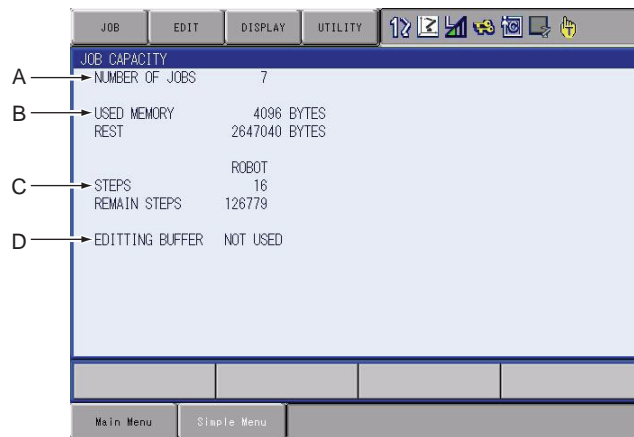 JOB EDIT DISPLAY UTILITY
JOB CAPACITY
A NUMBER OF JOBS 7
B USED MEMORY 4096 BYTES
REST 2647040 BYTES
ROBOT
C STEPS 16
REMAIN STEPS 126779
D EDITTING BUFFER NOT USED
Main Menu Simple Menu